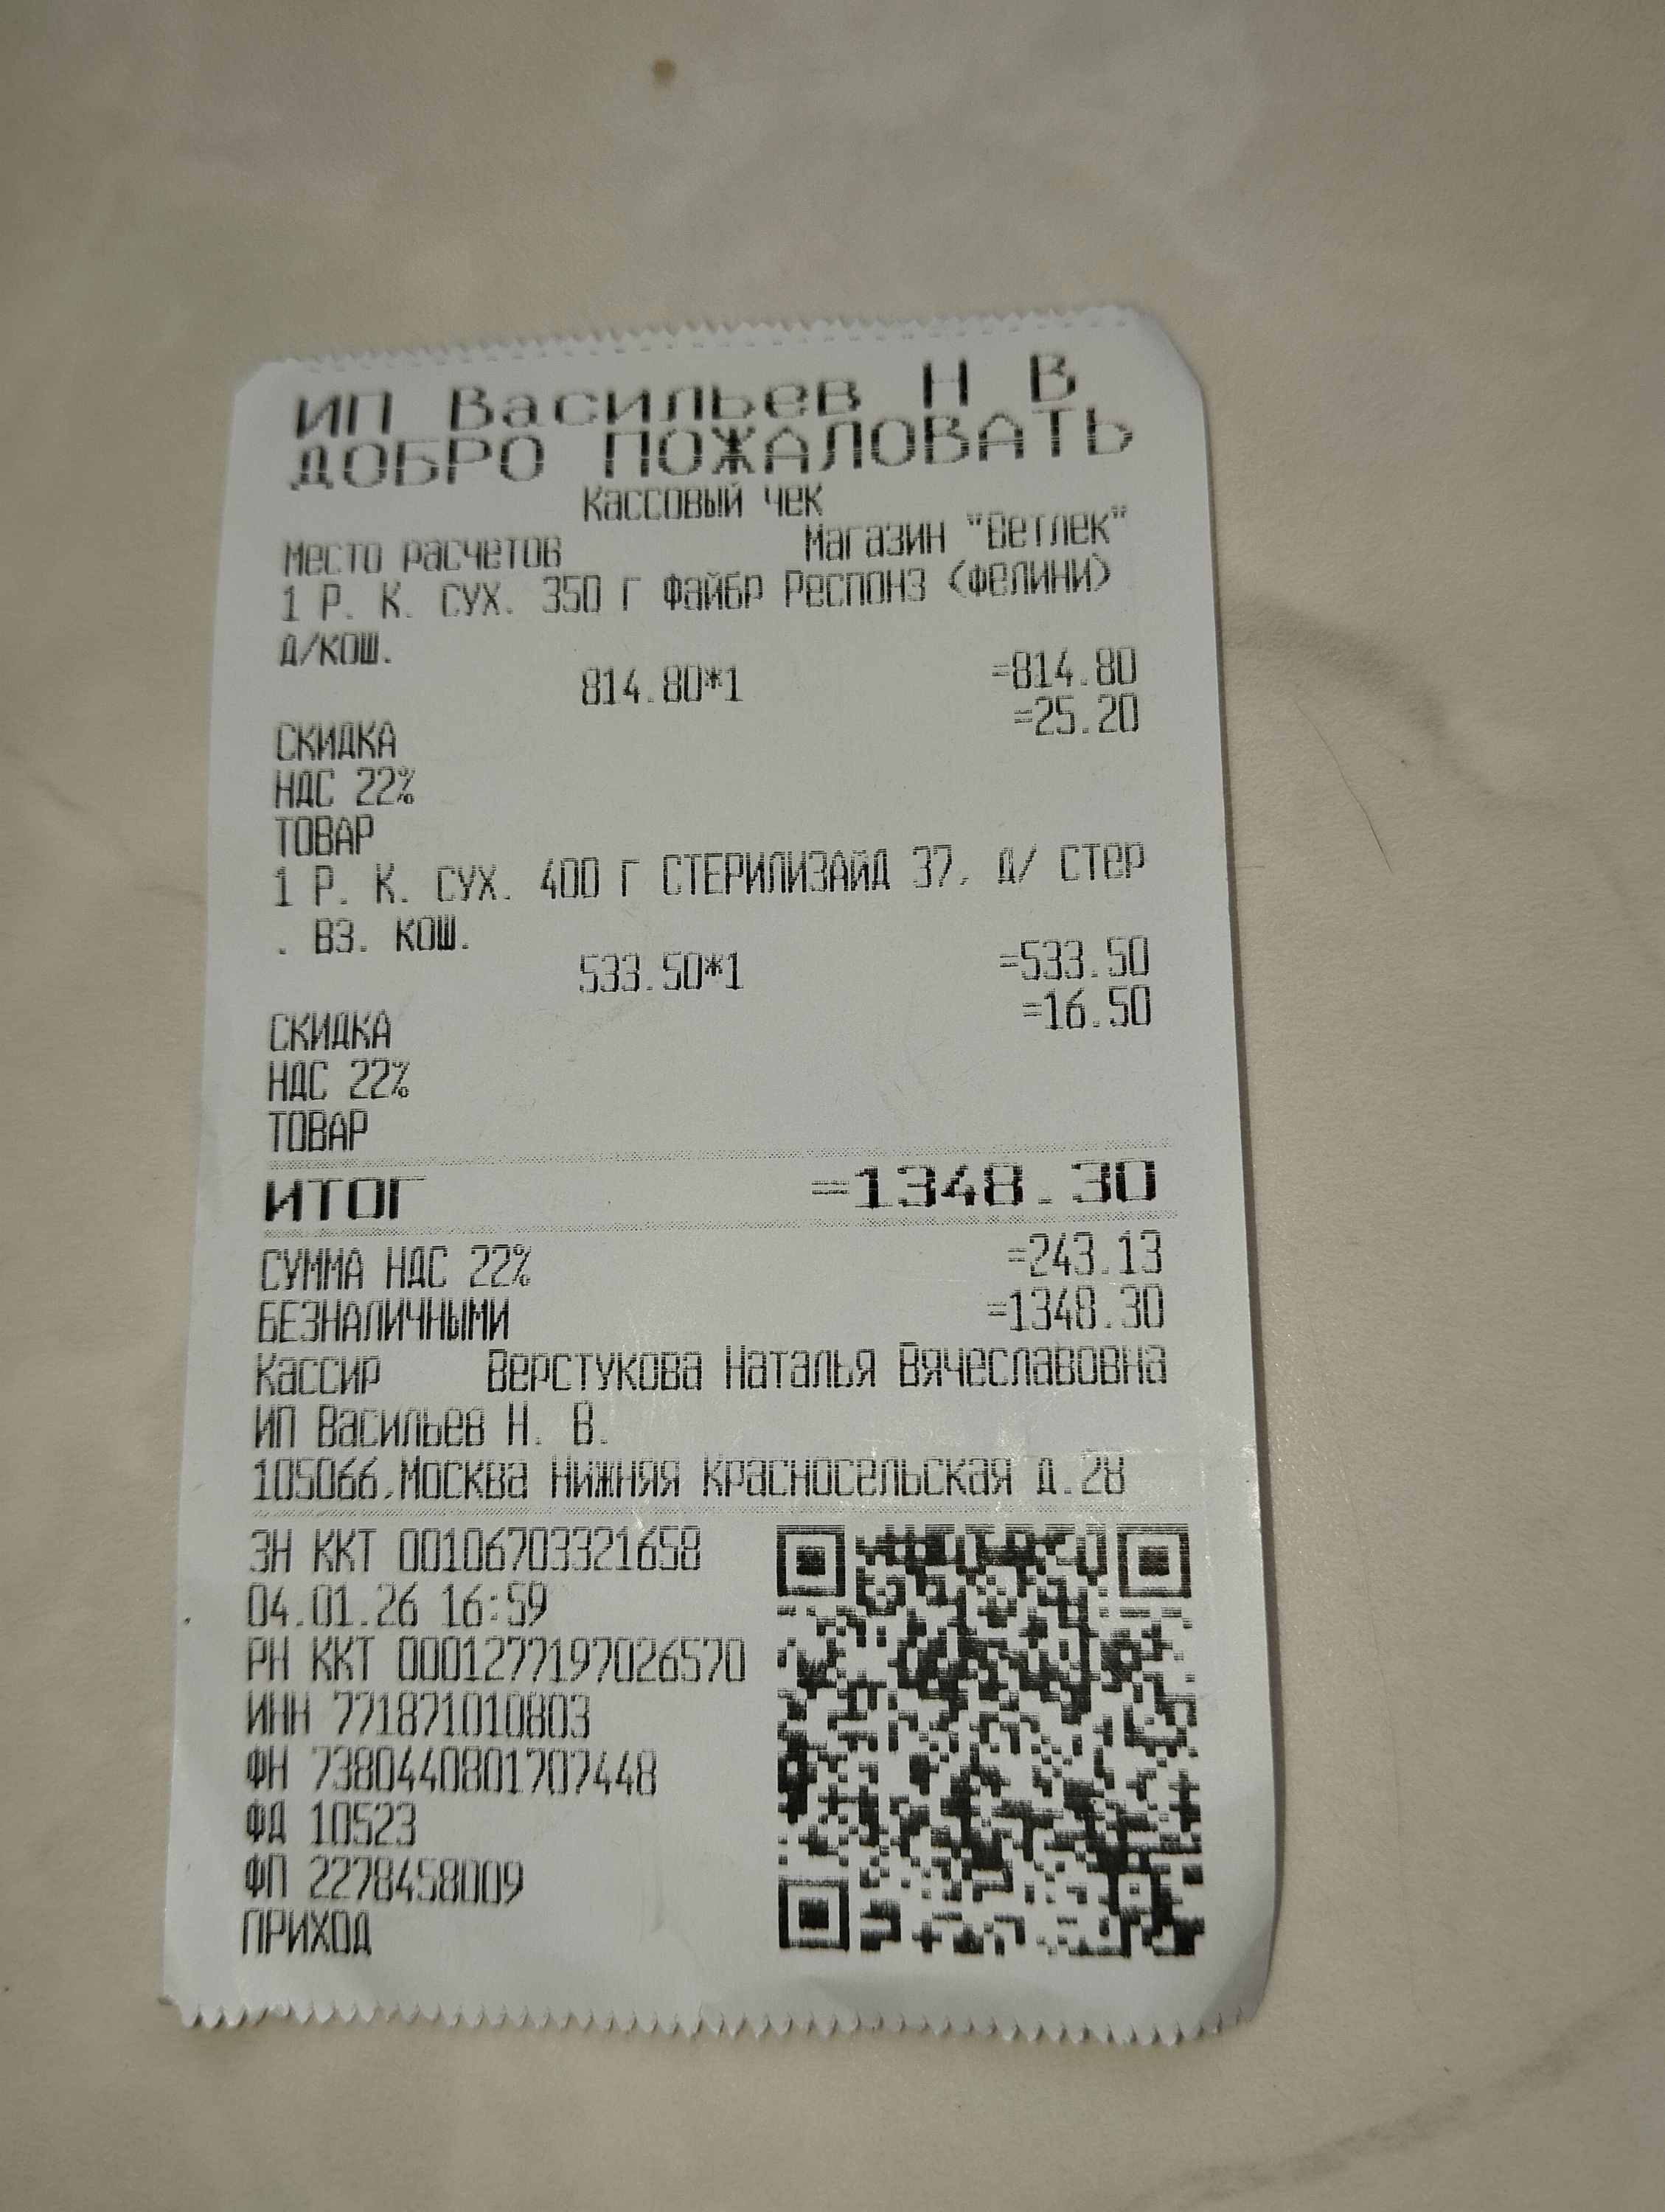 ИП Васильев Н В
ДОБРО ПОЖАЛОВАТЬ
Кассовый чек
Место расчетов Магазин "Ветлек"
1 Р. К. СУХ. 350 Г Файбр Респонз (Фелини)
Д/КОШ.
814.80*1 =814.80
СКИДКА =25.20
НДС 22%
ТОВАР
1 Р. К. СУХ. 400 Г СТЕРИЛИЗАЙД 37, Д/ СТЕР
. ВЗ. КОШ.
533.50*1 =533.50
СКИДКА =16.50
НДС 22%
ТОВАР
ИТОГ =1348.30
СУММА НДС 22% =243.13
БЕЗНАЛИЧНЫМИ =1348.30
Кассир Верстукова Наталья Вячеславовна
ИП Васильев Н. В.
105066,Москва Нижняя Красносельская д.28
ЗН ККТ 00106703321658
04.01.26 16:59
РН ККТ 0001277197026570
ИНН 771871010803
ФН 7380440801707448
ФД 10523
ФП 2278458009
ПРИХОД